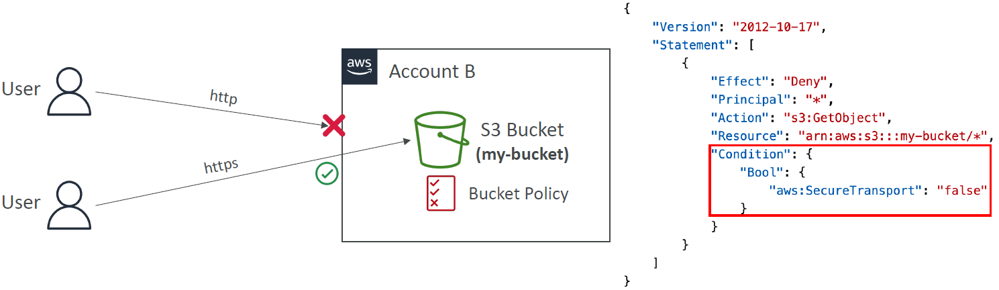 User
http
https
User
aws
Account B
S3 Bucket
(my-bucket)
Bucket Policy
{
    "Version": "2012-10-17",
    "Statement": [
        {
            "Effect": "Deny",
            "Principal": "*",
            "Action": "s3:GetObject",
            "Resource": "arn:aws:s3:::my-bucket/*",
            "Condition": {
                "Bool": {
                    "aws:SecureTransport": "false"
                }
            }
        }
    ]
}